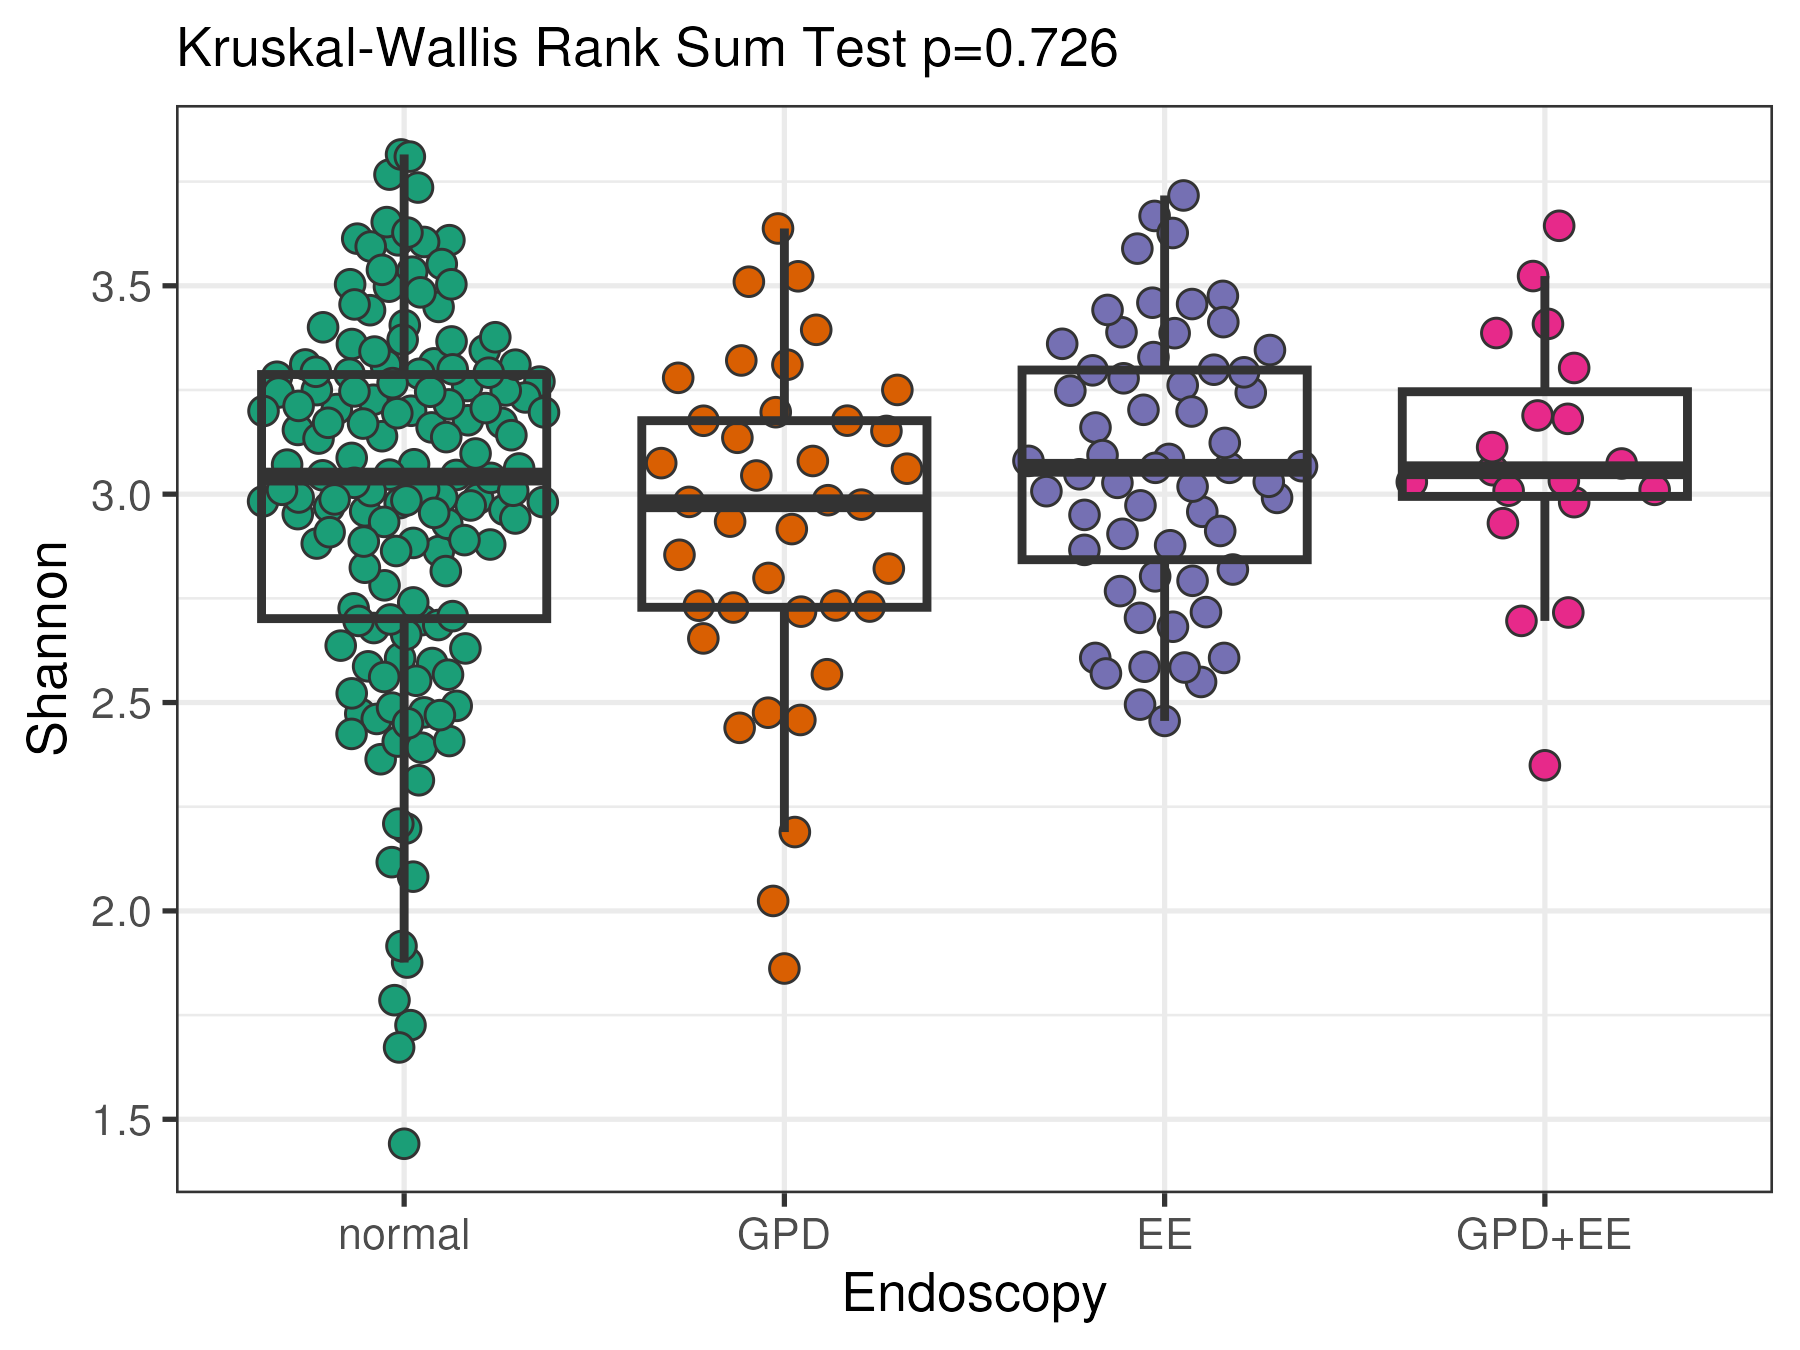 Kruskal-Wallis Rank Sum Test p=0.726
Shannon
3.5
3.0
2.5
2.0
1.5
normal GPD EE GPD+EE
Endoscopy